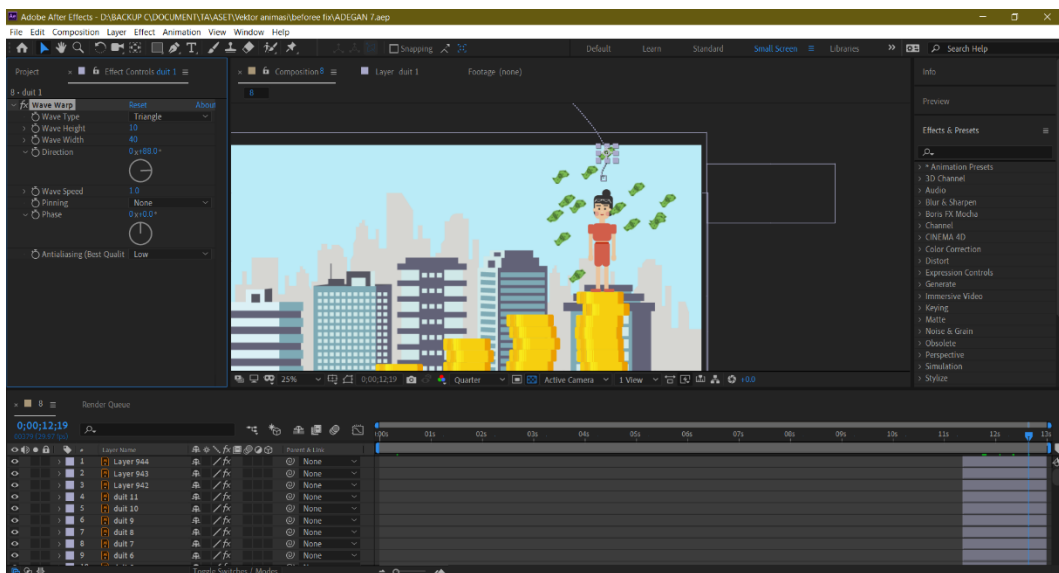 Adobe After Effects - D:\BACKUP C\DOCUMENT\TA\ASET\Vektor animasi\beforee fix\ADEGAN 7.aep
File Edit Composition Layer Effect Animation View Window Help
Snapping Default Learn Standard Small Screen Libraries Search Help
Project Effect Controls duit 1 Composition 8 Layer duit 1 Footage (none) Info
8 • duit 1 8
fx Wave Warp Reset About
Wave Type Triangle
Wave Height 10
Wave Width 40
Direction 0x+88.0°
Wave Speed 1.0
Pinning None
Phase 0x+0.0°
Antialiasing (Best Qualit Low
Preview
Effects & Presets
* Animation Presets
3D Channel
Audio
Blur & Sharpen
Boris FX Mocha
Channel
CINEMA 4D
Color Correction
Distort
Expression Controls
Generate
Immersive Video
Keying
Matte
Noise & Grain
Obsolete
Perspective
Simulation
Stylize
25% 0;00;12;19 Quarter Active Camera 1 View +0.0
8 Render Queue
0;00;12;19
01s 02s 03s 04s 05s 06s 07s 08s 09s 10s 11s 12s 13s
Layer Name Parent & Link
1 Layer 944 None
2 Layer 943 None
3 Layer 942 None
4 duit 11 None
5 duit 10 None
6 duit 9 None
7 duit 8 None
8 duit 7 None
9 duit 6 None
Toggle Switches / Modes